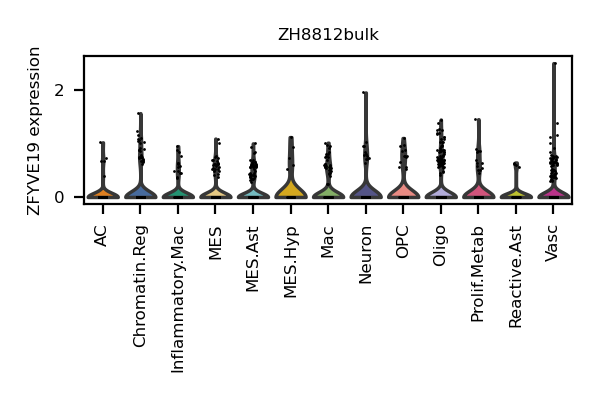 ZH8812bulk
ZFYVE19 expression
2
0
AC
Chromatin.Reg
Inflammatory.Mac
MES
MES.Ast
MES.Hyp
Mac
Neuron
OPC
Oligo
Prolif.Metab
Reactive.Ast
Vasc